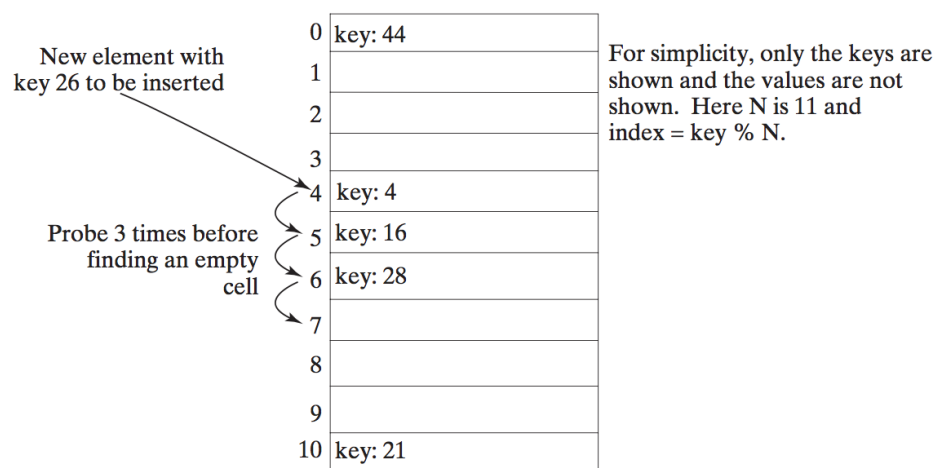 New element with
key 26 to be inserted
Probe 3 times before
finding an empty
cell
0 key: 44
1
2
3
4 key: 4
5 key: 16
6 key: 28
7
8
9
10 key: 21
For simplicity, only the keys are
shown and the values are not
shown. Here N is 11 and
index = key % N.